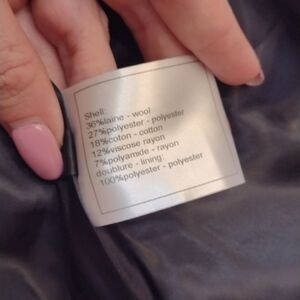 Shell:
36%laine - wool
27%polyester - polyester
18%coton - cotton
12%viscose rayon
7%polyamide - rayon
doublure - lining:
100%polyester - polyester